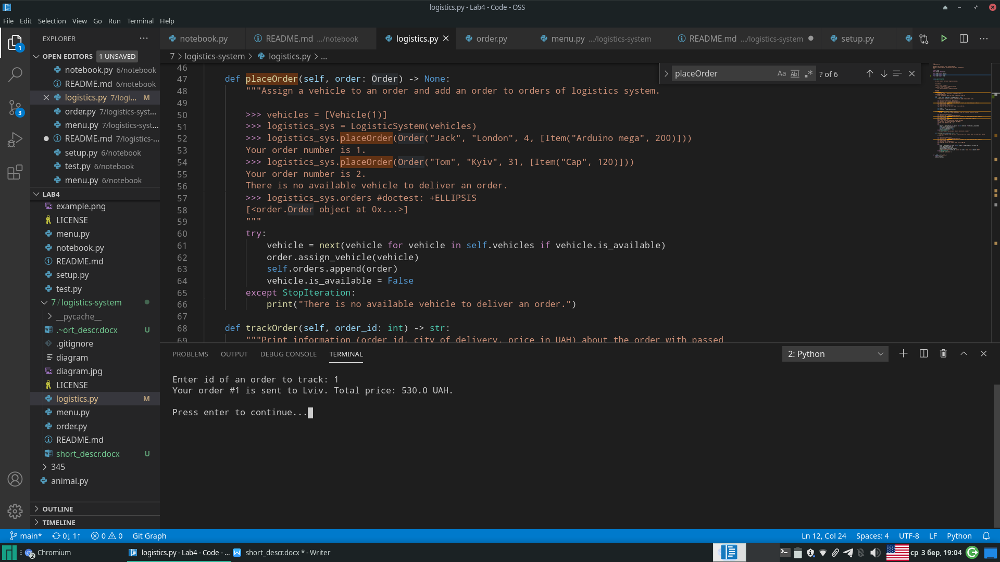 logistics.py - Lab4 - Code - OSS
File Edit Selection View Go Run Terminal Help
EXPLORER
OPEN EDITORS 1 UNSAVED
notebook.py 6/notebook
README.md 6/notebook
logistics.py 7/logi... M
order.py 7/logistics-syst...
menu.py 7/logistics-syst...
README.md 7/logistics-...
setup.py 6/notebook
test.py 6/notebook
menu.py 6/notebook
LAB4
example.png
LICENSE
menu.py
notebook.py
README.md
setup.py
test.py
7 / logistics-system
__pycache__
.~ort_descr.docx U
.gitignore
diagram
diagram.jpg
LICENSE
logistics.py M
menu.py
order.py
README.md
short_descr.docx U
345
animal.py
OUTLINE
TIMELINE
notebook.py README.md .../notebook logistics.py order.py menu.py .../logistics-system README.md .../logistics-system setup.py
7 > logistics-system > logistics.py > ...
placeOrder Aa Abl .* ? of 6
46
47 def placeOrder(self, order: Order) -> None:
48 """Assign a vehicle to an order and add an order to orders of logistics system.
49
50 >>> vehicles = [Vehicle(1)]
51 >>> logistics_sys = LogisticSystem(vehicles)
52 >>> logistics_sys.placeOrder(Order("Jack", "London", 4, [Item("Arduino mega", 200)]))
53 Your order number is 1.
54 >>> logistics_sys.placeOrder(Order("Tom", "Kyiv", 31, [Item("Cap", 120)]))
55 Your order number is 2.
56 There is no available vehicle to deliver an order.
57 >>> logistics_sys.orders #doctest: +ELLIPSIS
58 [<order.Order object at 0x...>]
59 """
60 try:
61 vehicle = next(vehicle for vehicle in self.vehicles if vehicle.is_available)
62 order.assign_vehicle(vehicle)
63 self.orders.append(order)
64 vehicle.is_available = False
65 except StopIteration:
66 print("There is no available vehicle to deliver an order.")
67
68 def trackOrder(self, order_id: int) -> str:
69 """Print information (order id, city of delivery, price in UAH) about the order with passed
PROBLEMS OUTPUT DEBUG CONSOLE TERMINAL 2: Python
Enter id of an order to track: 1
Your order #1 is sent to Lviv. Total price: 530.0 UAH.
Press enter to continue...
1
3
main* 0↓ 1↑ 0 0 Git Graph Ln 12, Col 24 Spaces: 4 UTF-8 LF Python
2 Chromium logistics.py - Lab4 - Code - ... short_descr.docx * - Writer ср 3 бер, 19:04